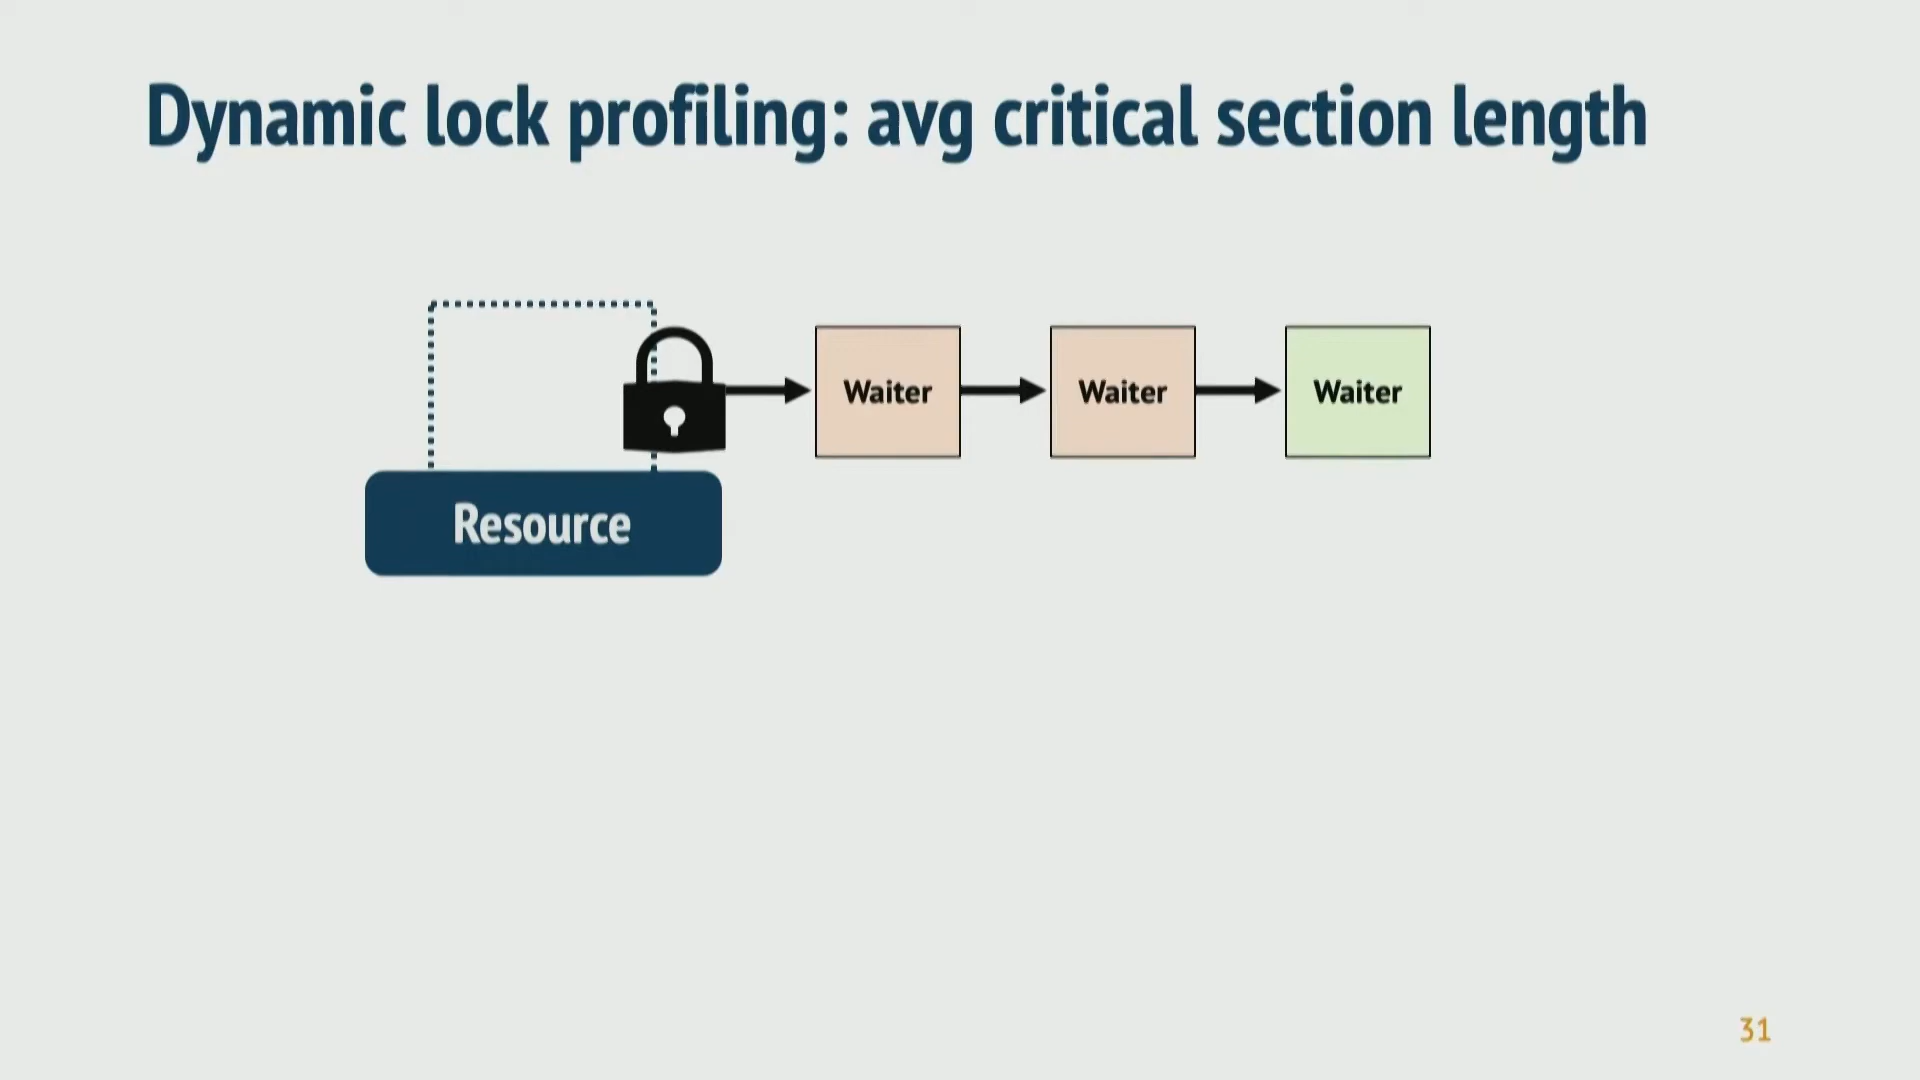 Dynamic lock profiling: avg critical section length
Waiter
Waiter
Waiter
Resource
31